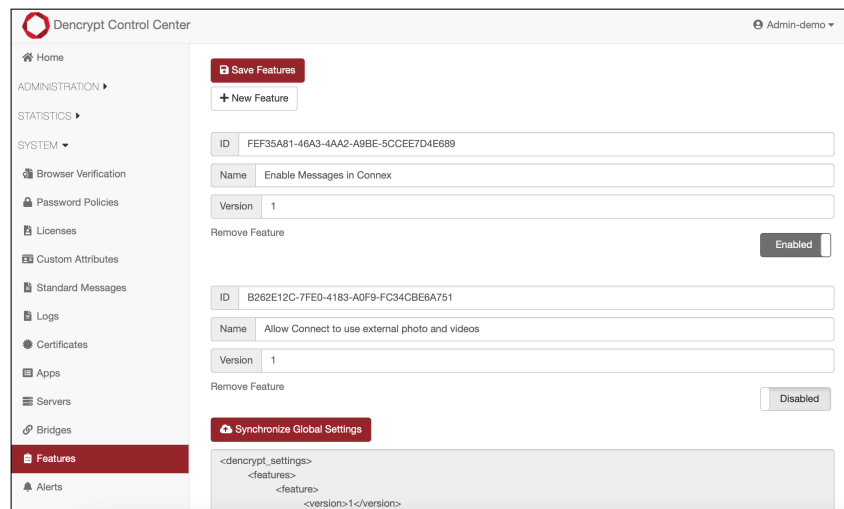 Dencrypt Control Center
Admin-demo
Home
ADMINISTRATION
STATISTICS
SYSTEM
Browser Verification
Password Policies
Licenses
Custom Attributes
Standard Messages
Logs
Certificates
Apps
Servers
Bridges
Features
Alerts
Save Features
New Feature
ID FEF35A81-46A3-4AA2-A9BE-5CCEE7D4E689
Name Enable Messages in Connex
Version 1
Remove Feature
Enabled
ID B262E12C-7FE0-4183-A0F9-FC34CBE6A751
Name Allow Connect to use external photo and videos
Version 1
Remove Feature
Disabled
Synchronize Global Settings
<dencrypt_settings>
<features>
<feature>
<version>1</version>